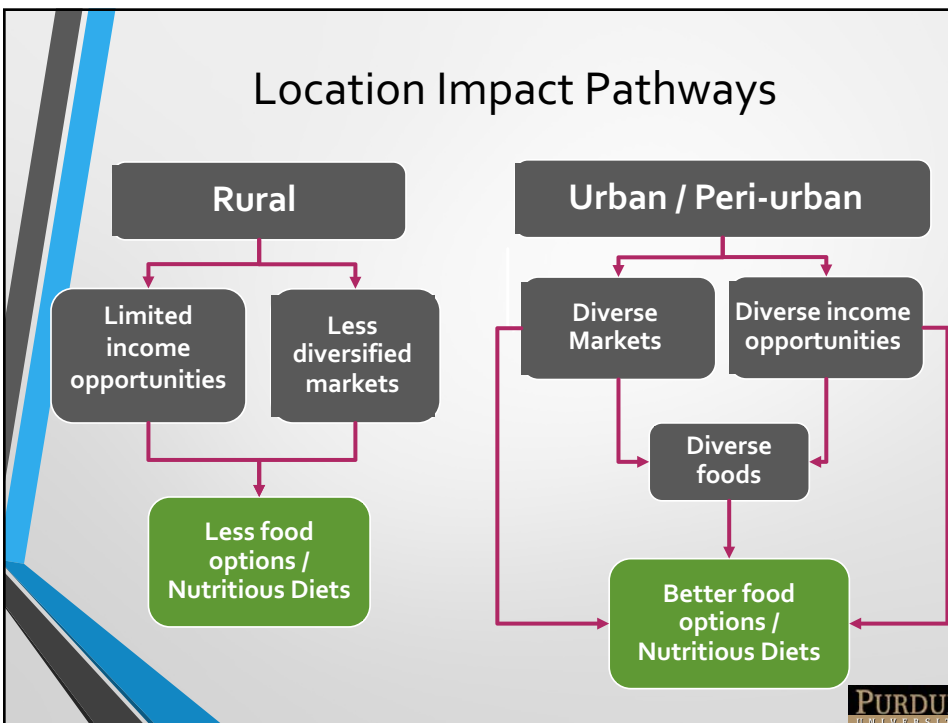 Location Impact Pathways
Rural
Limited
income
opportunities
Less
diversified
markets
Less food
options /
Nutritious Diets
Urban / Peri-urban
Diverse
Markets
Diverse income
opportunities
Diverse
foods
Better food
options /
Nutritious Diets
PURDU
UNIVERSI